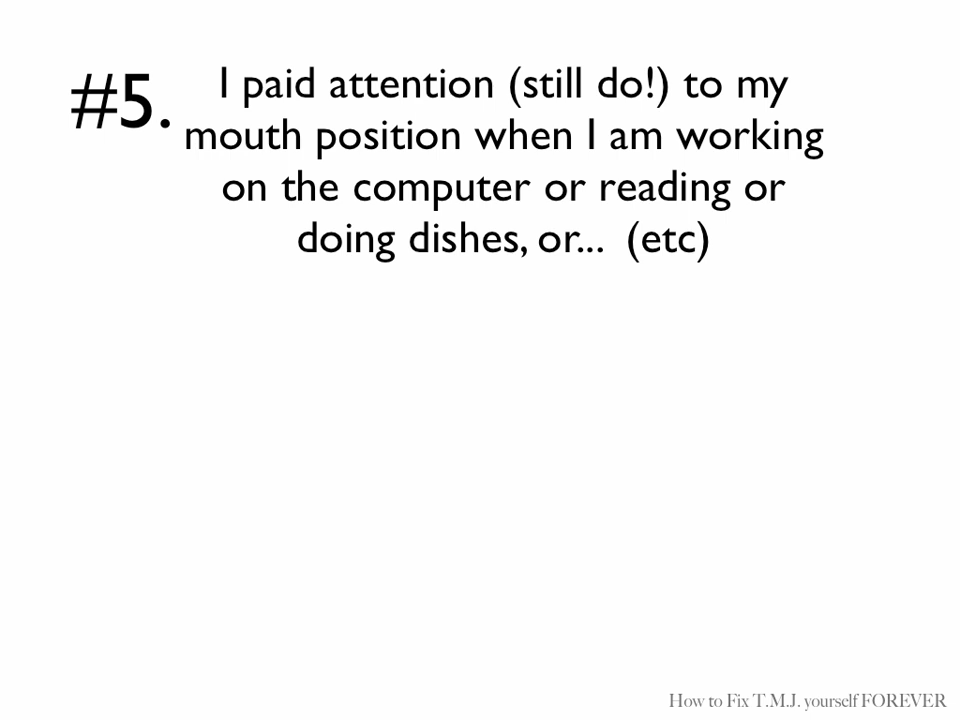 #5. I paid attention (still do!) to my
mouth position when I am working
on the computer or reading or
doing dishes, or... (etc)
How to Fix T.M.J. yourself FOREVER